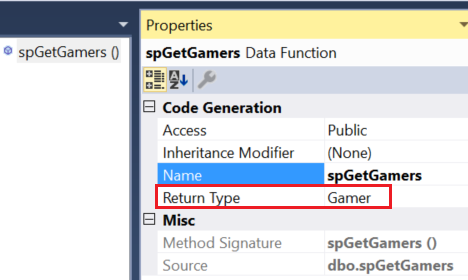 spGetGamers ()
Properties
spGetGamers Data Function
Code Generation
Access Public
Inheritance Modifier (None)
Name spGetGamers
Return Type Gamer
Misc
Method Signature spGetGamers ()
Source dbo.spGetGamers